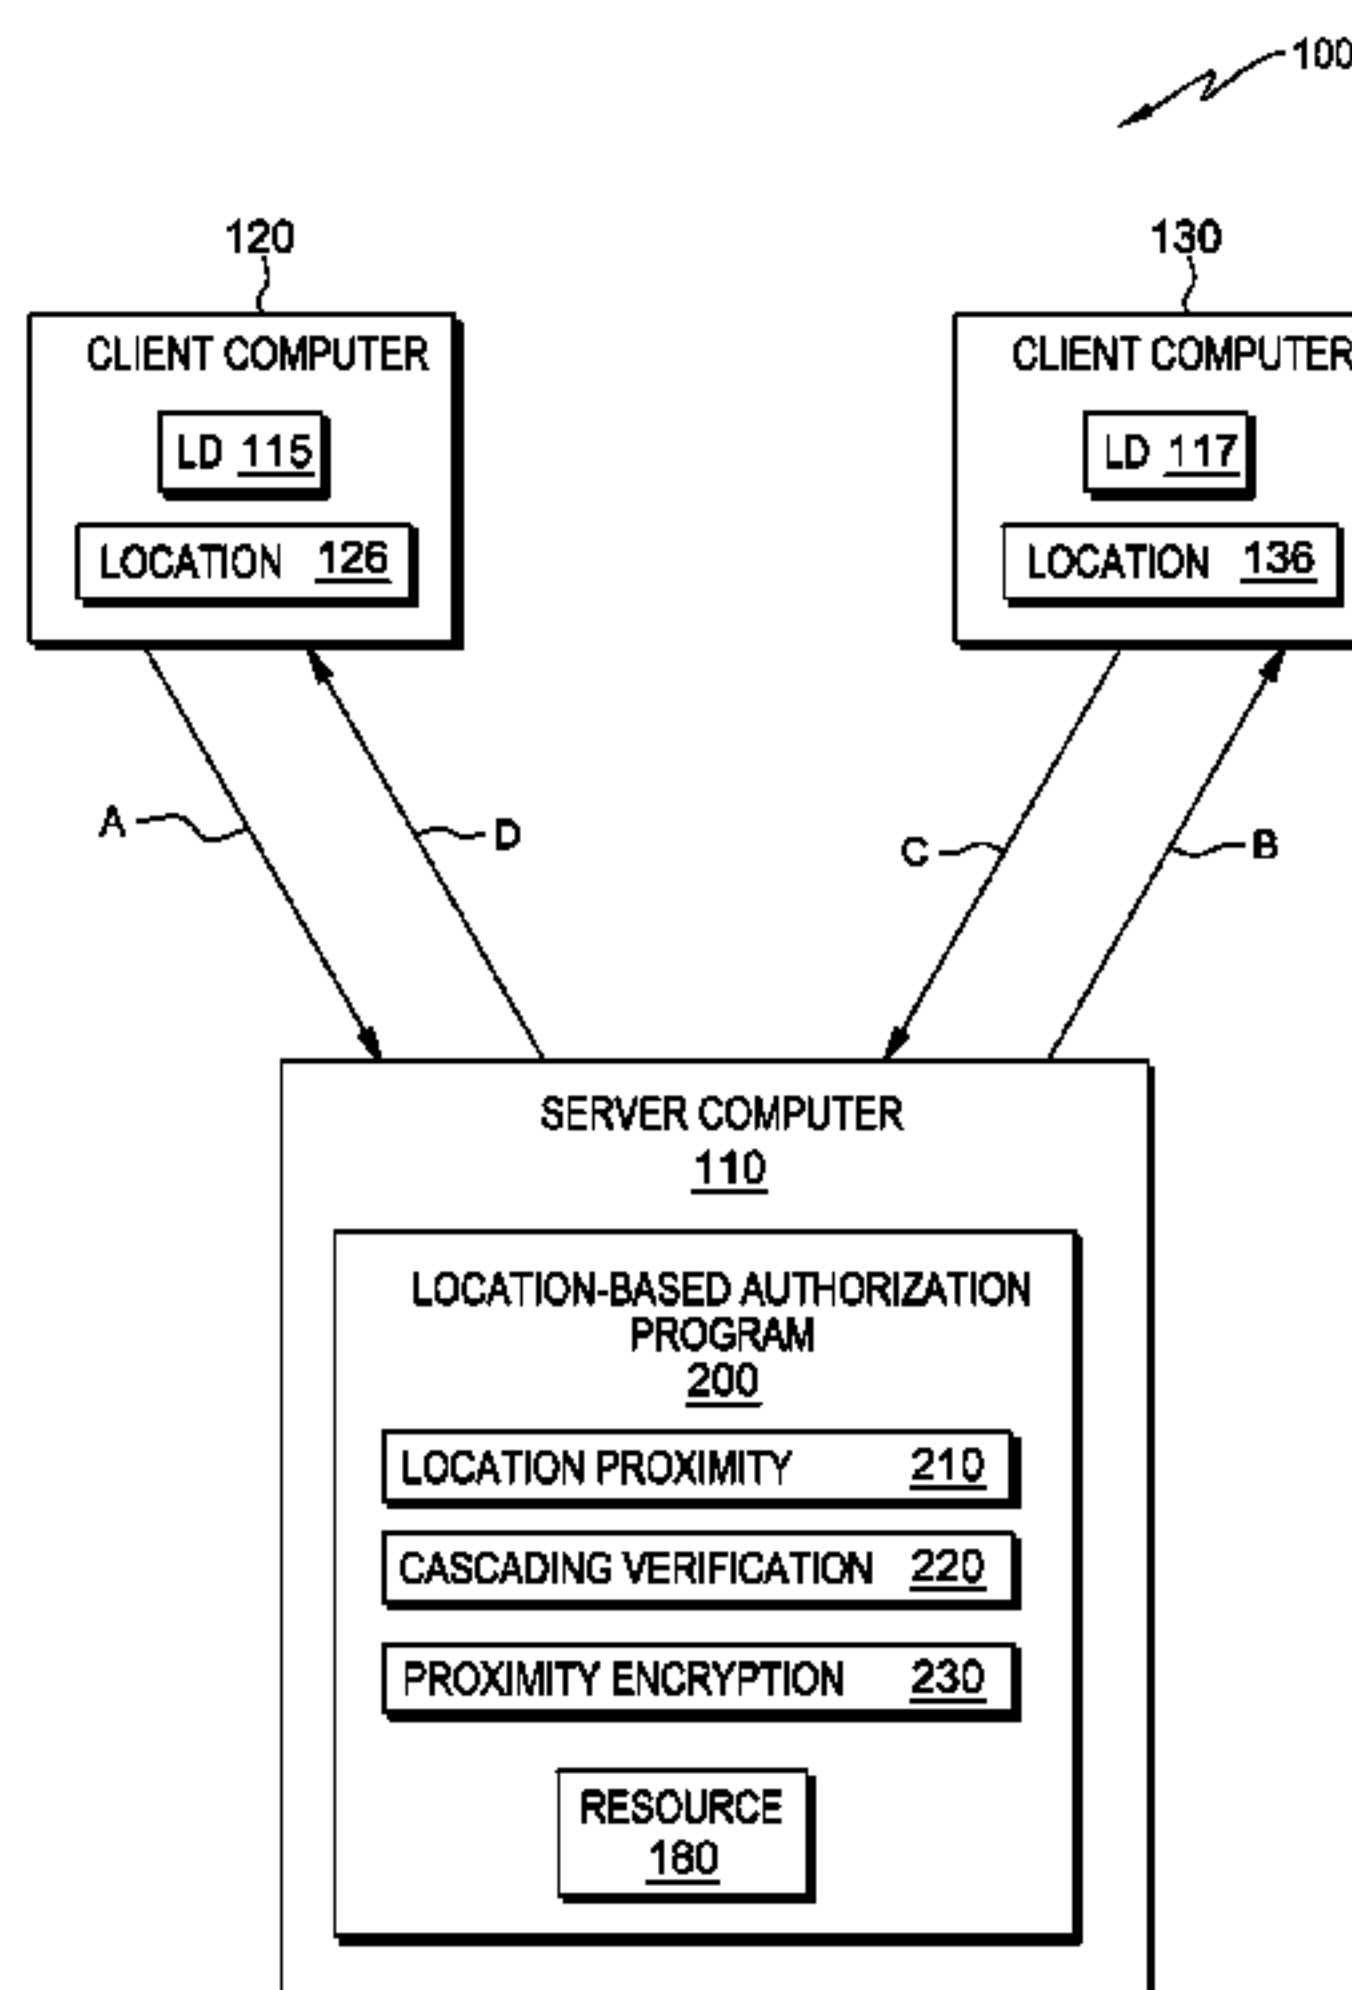 100
120
130
CLIENT COMPUTER
LD 115
LOCATION 126
CLIENT COMPUTER
LD 117
LOCATION 136
A
D
C
B
SERVER COMPUTER
110
LOCATION-BASED AUTHORIZATION
PROGRAM
200
LOCATION PROXIMITY 210
CASCADING VERIFICATION 220
PROXIMITY ENCRYPTION 230
RESOURCE
180